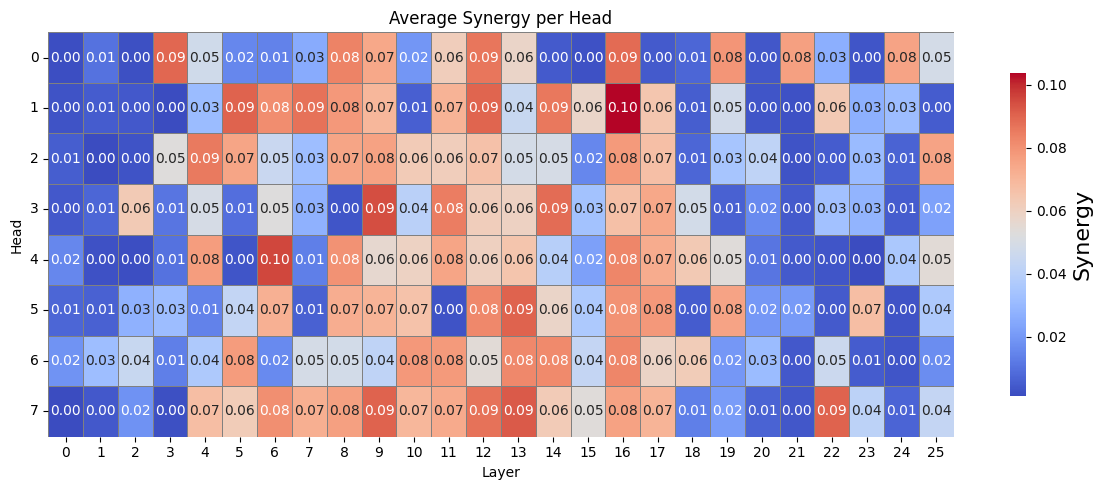 Average Synergy per Head
0 0.00 0.01 0.00 0.09 0.05 0.02 0.01 0.03 0.08 0.07 0.02 0.06 0.09 0.06 0.00 0.00 0.09 0.00 0.01 0.08 0.00 0.08 0.03 0.00 0.08 0.05
1 0.00 0.01 0.00 0.00 0.03 0.09 0.08 0.09 0.08 0.07 0.01 0.07 0.09 0.04 0.09 0.06 0.10 0.06 0.01 0.05 0.00 0.00 0.06 0.03 0.03 0.00
2 0.01 0.00 0.00 0.05 0.09 0.07 0.05 0.03 0.07 0.08 0.06 0.06 0.07 0.05 0.05 0.02 0.08 0.07 0.01 0.03 0.04 0.00 0.00 0.03 0.01 0.08
3 0.00 0.01 0.06 0.01 0.05 0.01 0.05 0.03 0.00 0.09 0.04 0.08 0.06 0.06 0.09 0.03 0.07 0.07 0.05 0.01 0.02 0.00 0.03 0.03 0.01 0.02
4 0.02 0.00 0.00 0.01 0.08 0.00 0.10 0.01 0.08 0.06 0.06 0.08 0.06 0.06 0.04 0.02 0.08 0.07 0.06 0.05 0.01 0.00 0.00 0.00 0.04 0.05
5 0.01 0.01 0.03 0.03 0.01 0.04 0.07 0.01 0.07 0.07 0.07 0.00 0.08 0.09 0.06 0.04 0.08 0.08 0.00 0.08 0.02 0.02 0.00 0.07 0.00 0.04
6 0.02 0.03 0.04 0.01 0.04 0.08 0.02 0.05 0.05 0.04 0.08 0.08 0.05 0.08 0.08 0.04 0.08 0.06 0.06 0.02 0.03 0.00 0.05 0.01 0.00 0.02
7 0.00 0.00 0.02 0.00 0.07 0.06 0.08 0.07 0.08 0.09 0.07 0.07 0.09 0.09 0.06 0.05 0.08 0.07 0.01 0.02 0.01 0.00 0.09 0.04 0.01 0.04
0 1 2 3 4 5 6 7 8 9 10 11 12 13 14 15 16 17 18 19 20 21 22 23 24 25
Layer
Head
0.10
0.08
0.06
0.04
0.02
Synergy